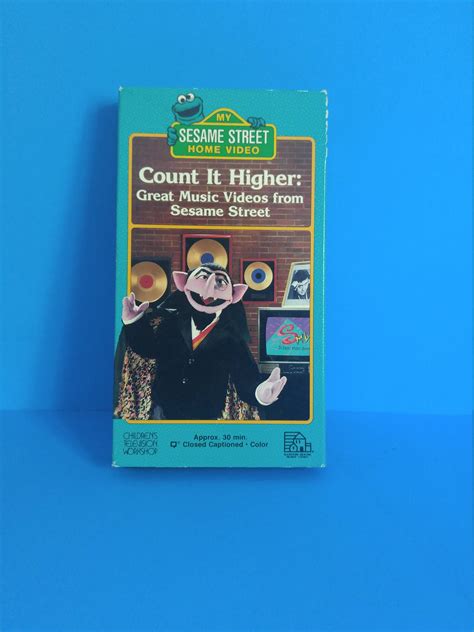 MY
SESAME STREET
HOME VIDEO
Count It Higher:
Great Music Videos from
Sesame Street
Approx. 30 min.
Closed Captioned • Color
CHILDREN'S
TELEVISION
WORKSHOP